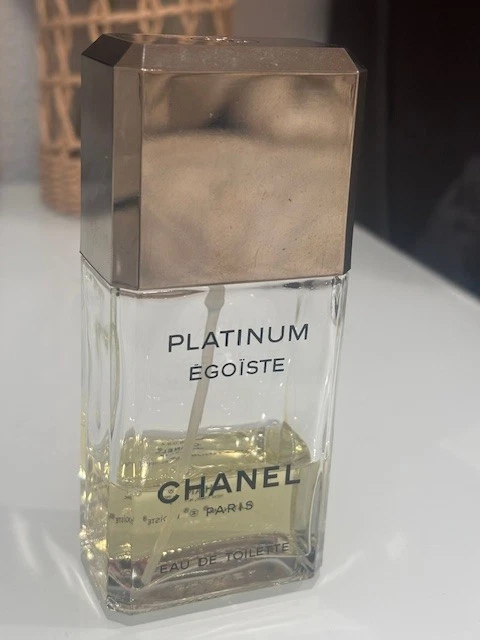 PLATINUM
ÉGOÏSTE
CHANEL
PARIS
EAU DE TOILETTE